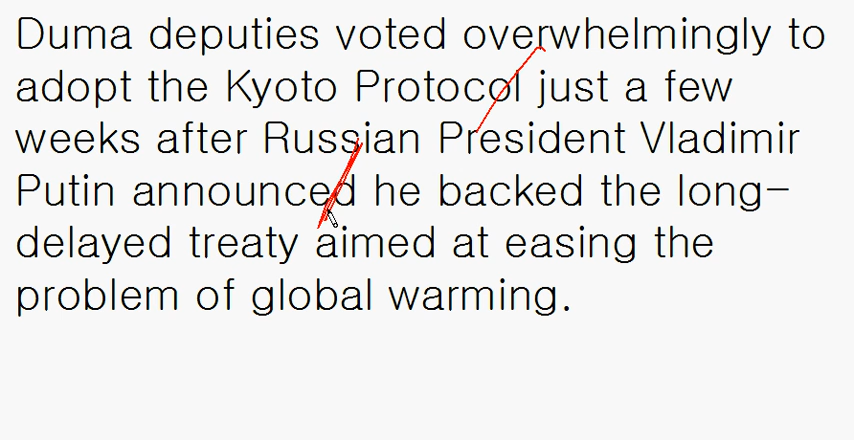 Duma deputies voted overwhelmingly to
adopt the Kyoto Protocol just a few
weeks after Russian President Vladimir
Putin announced he backed the long-
delayed treaty aimed at easing the
problem of global warming.